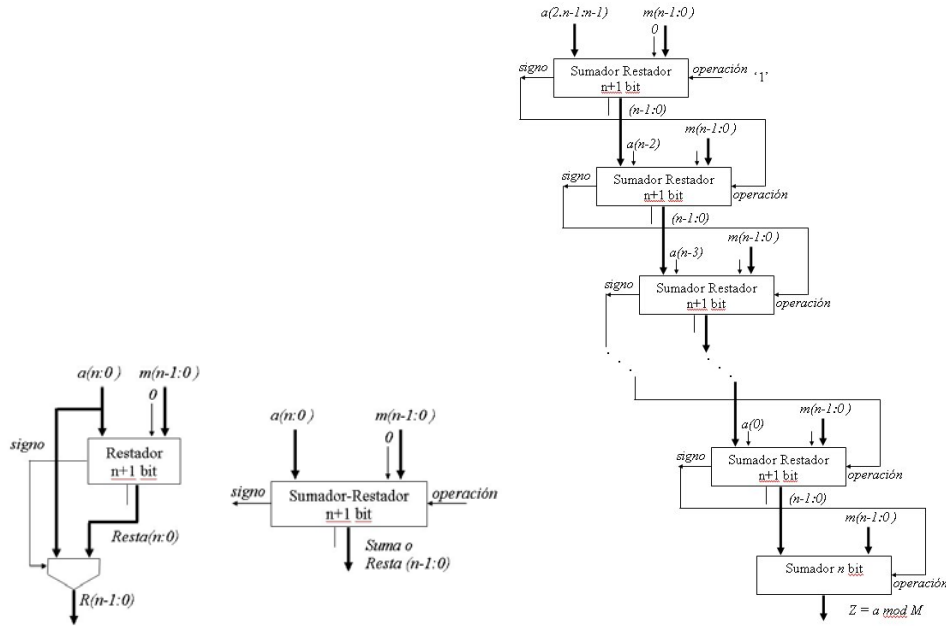 a(2.n-1:n-1)
m(n-1:0)
0
signo
Sumador Restador
n+1 bit
operación
'1'
(n-1:0)
m(n-1:0)
a(n-2)
signo
Sumador Restador
n+1 bit
operación
(n-1:0)
m(n-1:0)
a(n-3)
signo
Sumador Restador
n+1 bit
operación
m(n-1:0)
a(0)
signo
Sumador Restador
n+1 bit
operación
(n-1:0)
m(n-1:0)
Sumador n bit
operación
Z = a mod M
a(n:0)
m(n-1:0)
0
signo
Restador
n+1 bit
Resta(n:0)
R(n-1:0)
a(n:0)
m(n-1:0)
0
signo
Sumador-Restador
n+1 bit
operación
Suma o
Resta (n-1:0)